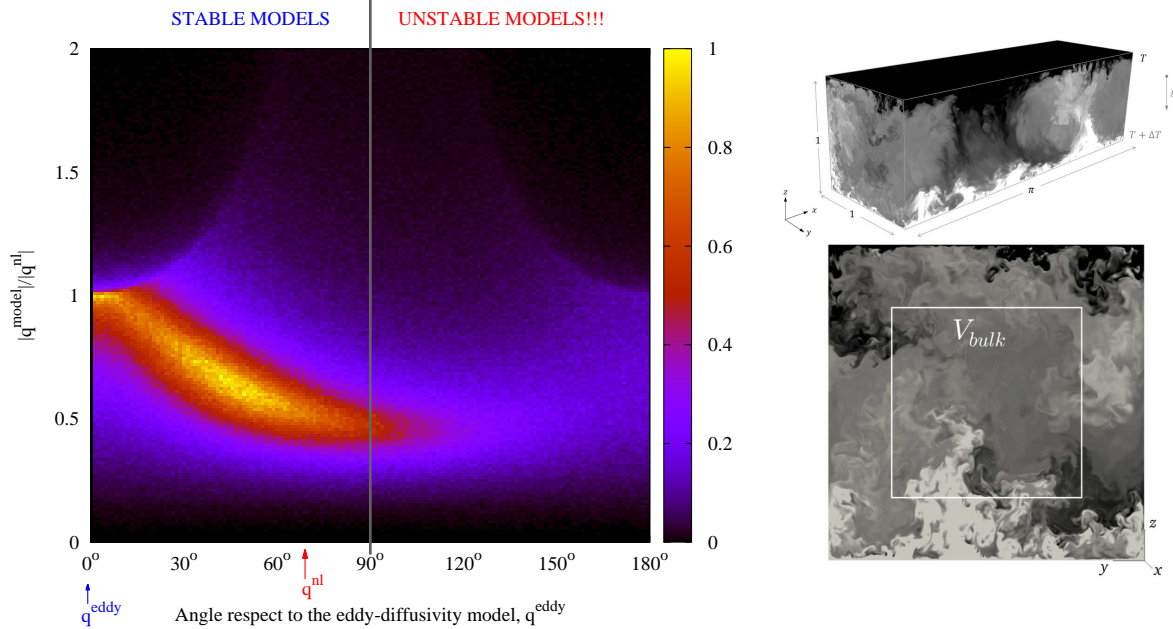 STABLE MODELS
UNSTABLE MODELS!!!
|q^model|/|q^nl|
2
1.5
1
0.5
0
0°
30°
60°
90°
120°
150°
180°
q^eddy
q^nl
Angle respect to the eddy-diffusivity model, q^eddy
1
0.8
0.6
0.4
0.2
0
T
T + ΔT
1
1
π
z
x
y
V_bulk
z
y
x